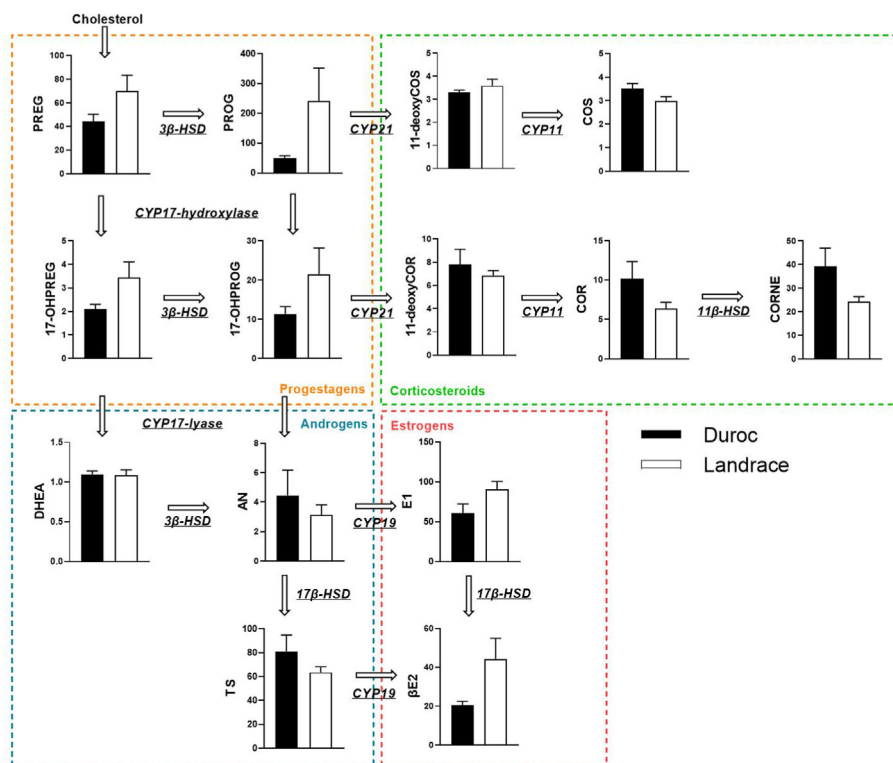 Cholesterol
PREG
100
80
60
40
20
0
3β-HSD
PROG
400
300
200
100
0
CYP21
11-deoxyCOS
5
4
3
2
1
0
CYP11
COS
5
4
3
2
1
0
CYP17-hydroxylase
17-OHPREG
5
4
3
2
1
0
3β-HSD
17-OHPROG
30
20
10
0
CYP21
11-deoxyCOR
10
8
6
4
2
0
CYP11
COR
15
10
5
0
11β-HSD
CORNE
50
40
30
20
10
0
Progestagens
Corticosteroids
CYP17-lyase
Androgens
Estrogens
Duroc
Landrace
DHEA
1.5
1.0
0.5
0.0
3β-HSD
AN
8
6
4
2
0
CYP19
E1
150
100
50
0
17β-HSD
17β-HSD
TS
100
80
60
40
20
0
CYP19
βE2
60
40
20
0